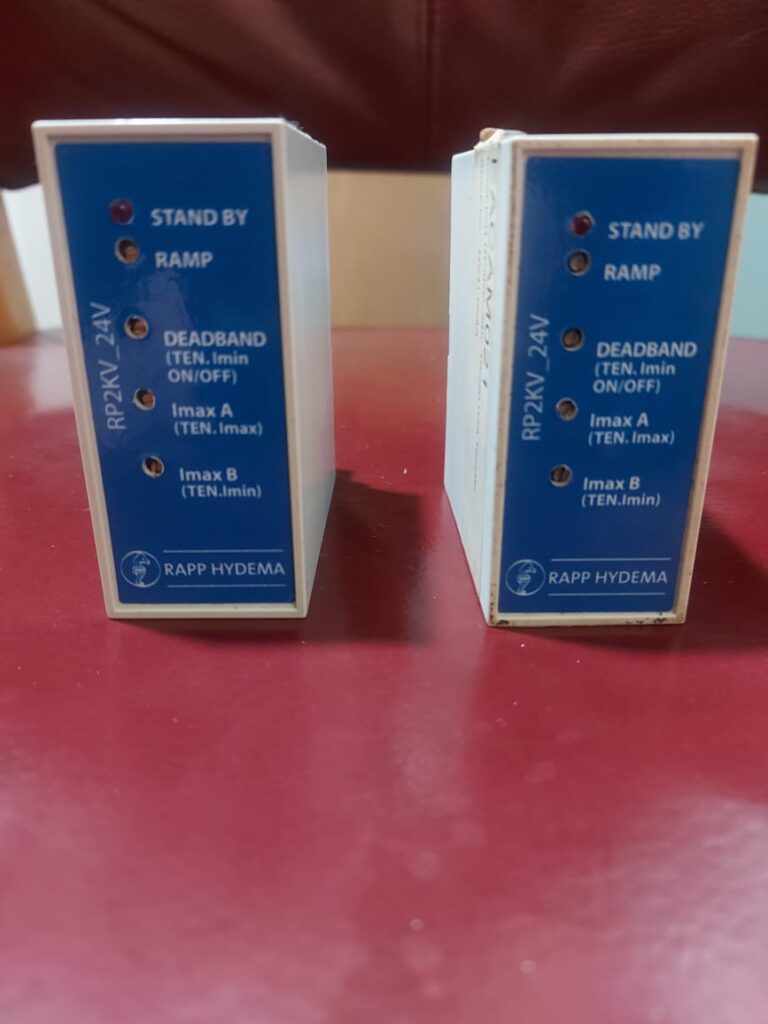 STAND BY
RAMP
DEADBAND
(TEN. Imin
ON/OFF)
Imax A
(TEN. Imax)
Imax B
(TEN.Imin)
RP2KV_24V
RAPP HYDEMA
STAND BY
RAMP
DEADBAND
(TEN. Imin
ON/OFF)
Imax A
(TEN. Imax)
Imax B
(TEN.Imin)
RP2KV_24V
RAPP HYDEMA